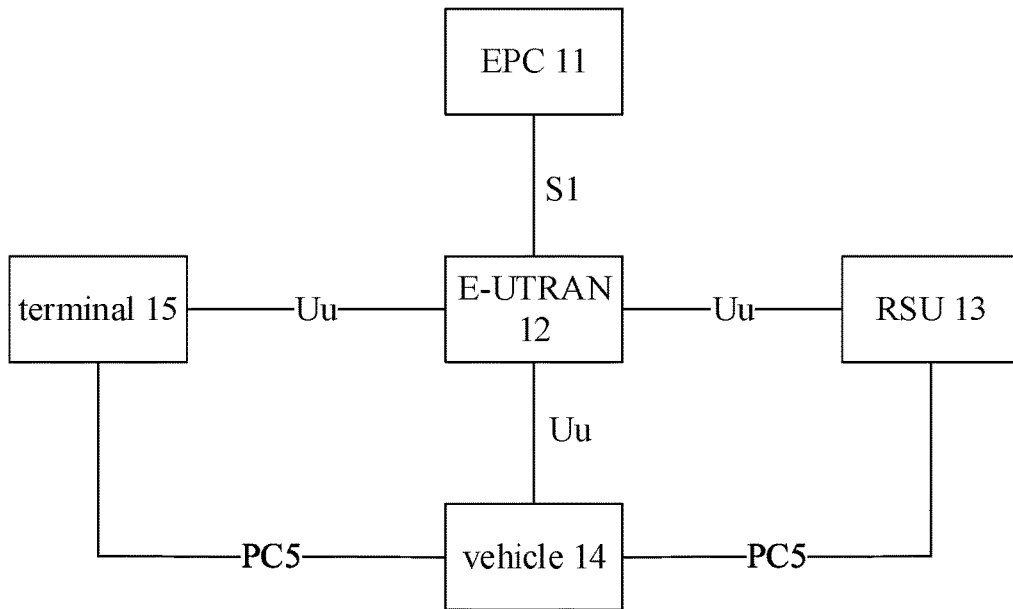 EPC 11
S1
terminal 15
Uu
E-UTRAN
12
Uu
RSU 13
Uu
PC5
vehicle 14
PC5